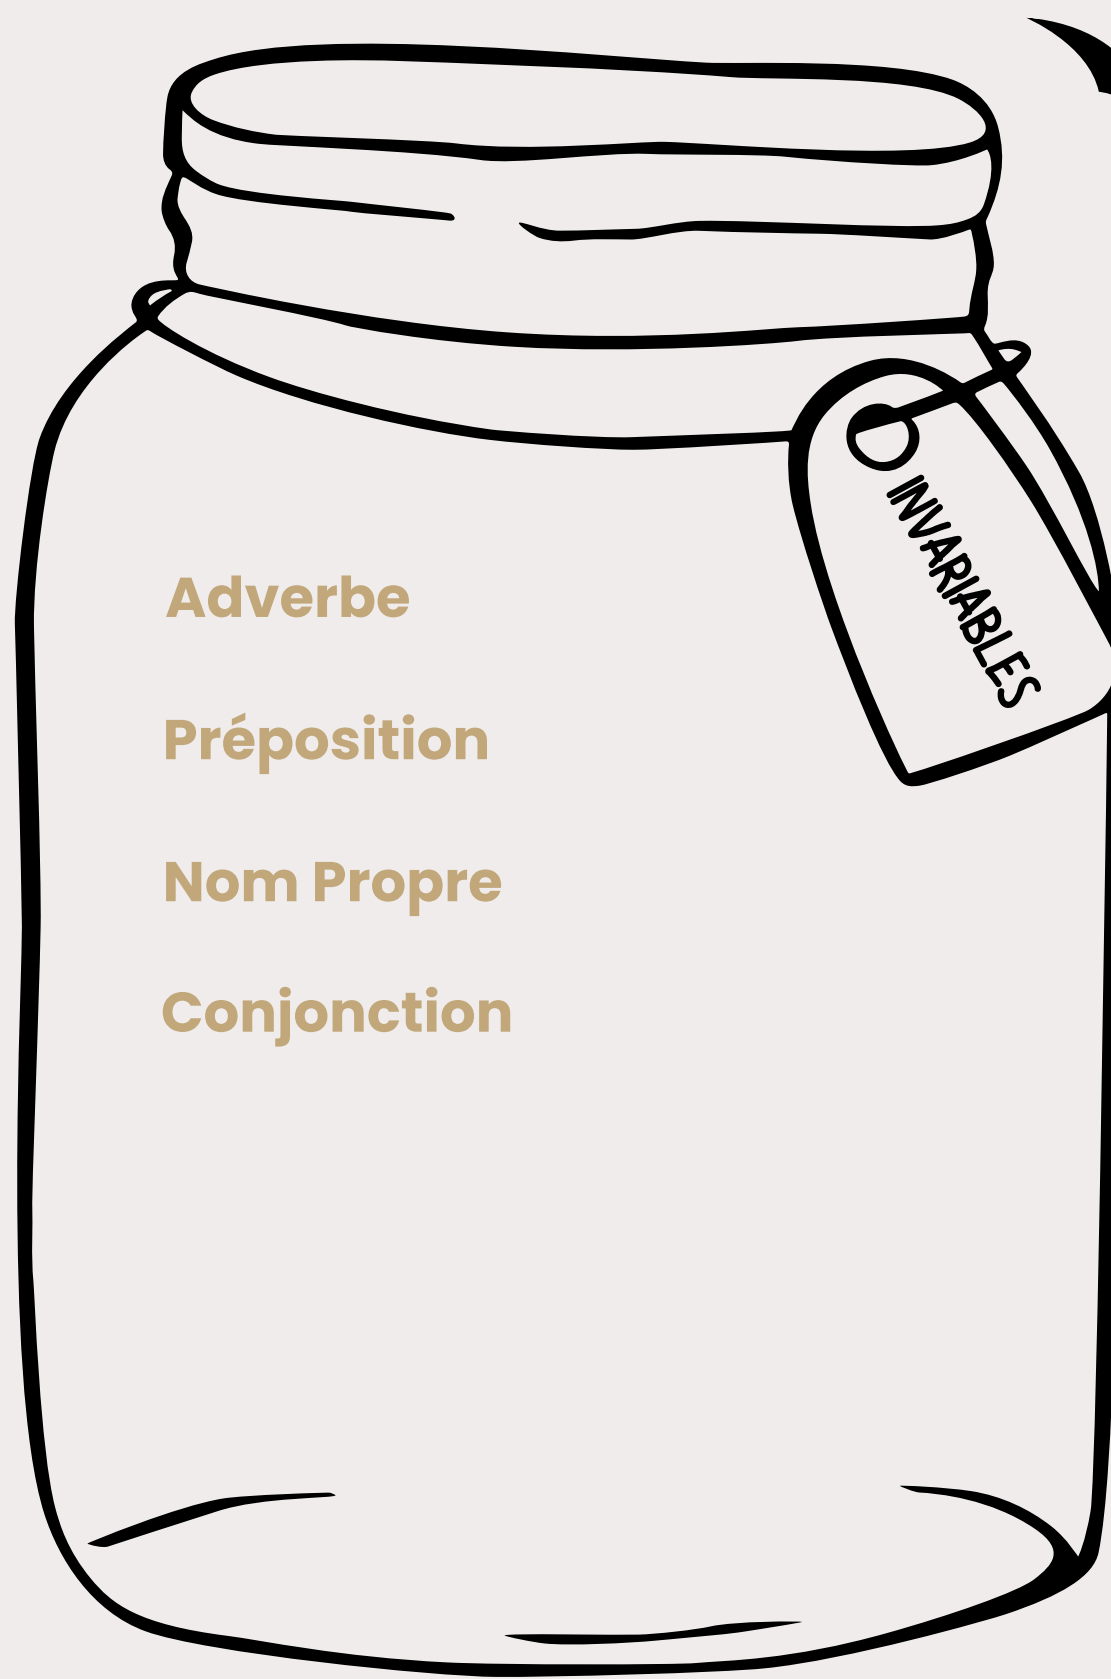 INVARIABLES
Adverbe
Préposition
Nom Propre
Conjonction